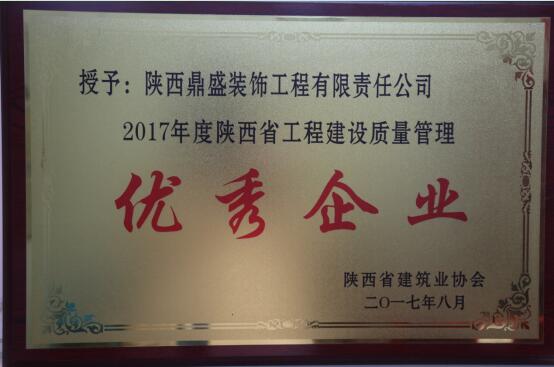 授予：陕西鼎盛装饰工程有限责任公司
2017年度陕西省工程建设质量管理
优秀企业
陕西省建筑业协会
二〇一七年八月